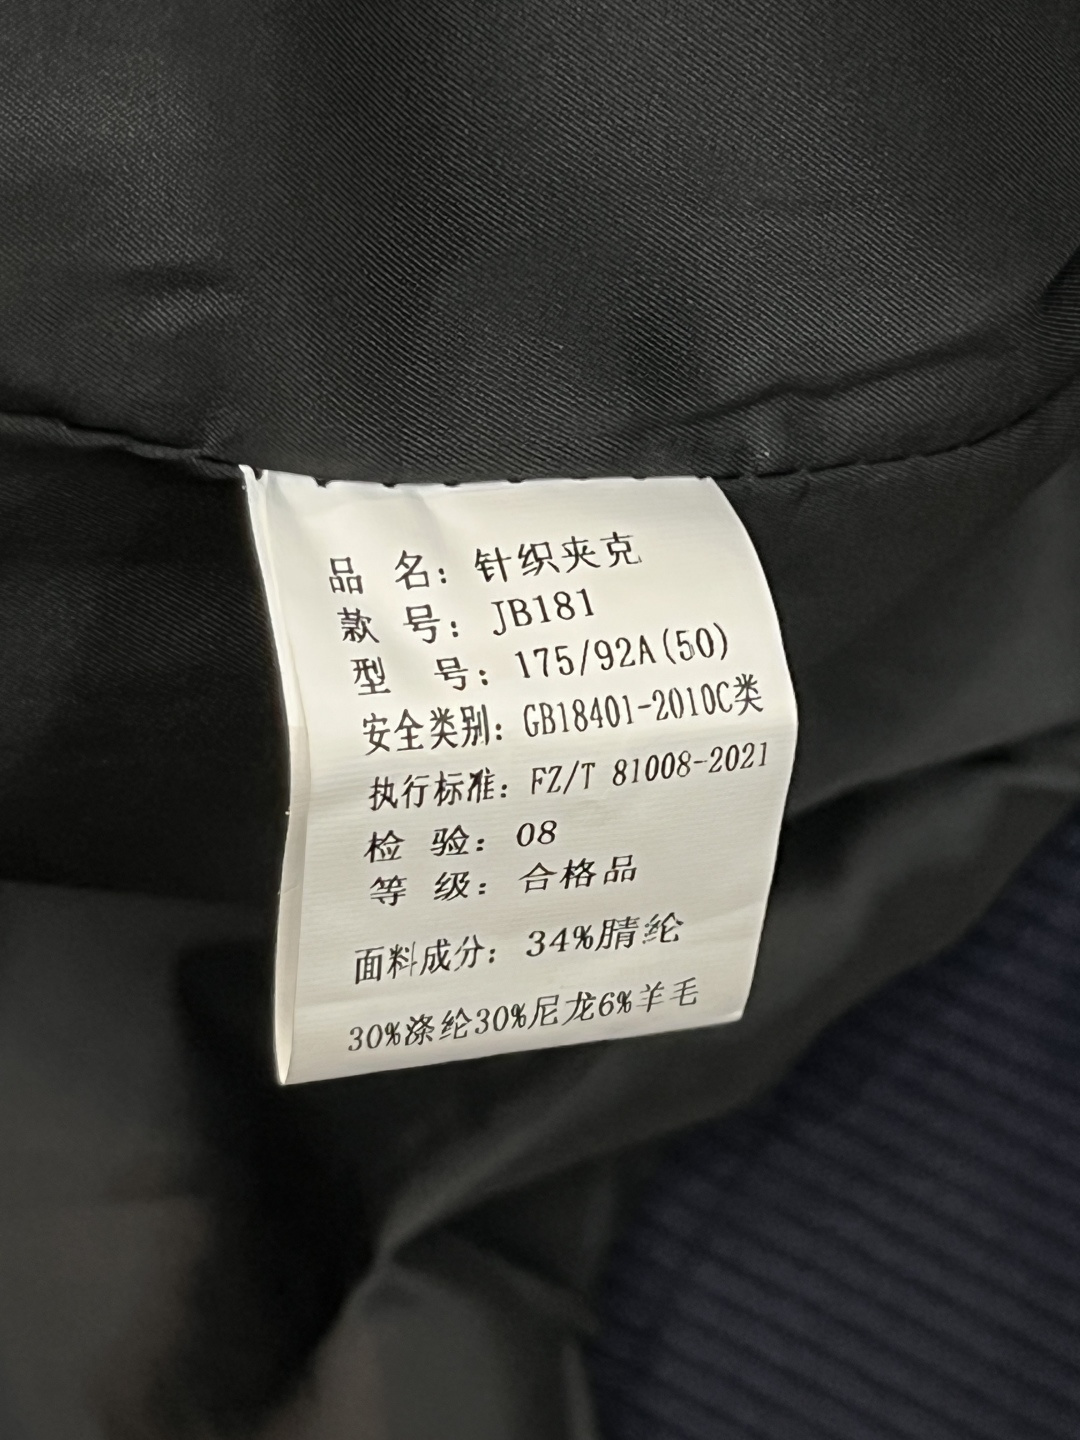 品 名：针织夹克
款 号：JB181
型 号：175/92A(50)
安全类别：GB18401-2010C类
执行标准：FZ/T 81008-2021
检 验：08
等 级：合格品
面料成分：34%腈纶
30%涤纶30%尼龙6%羊毛